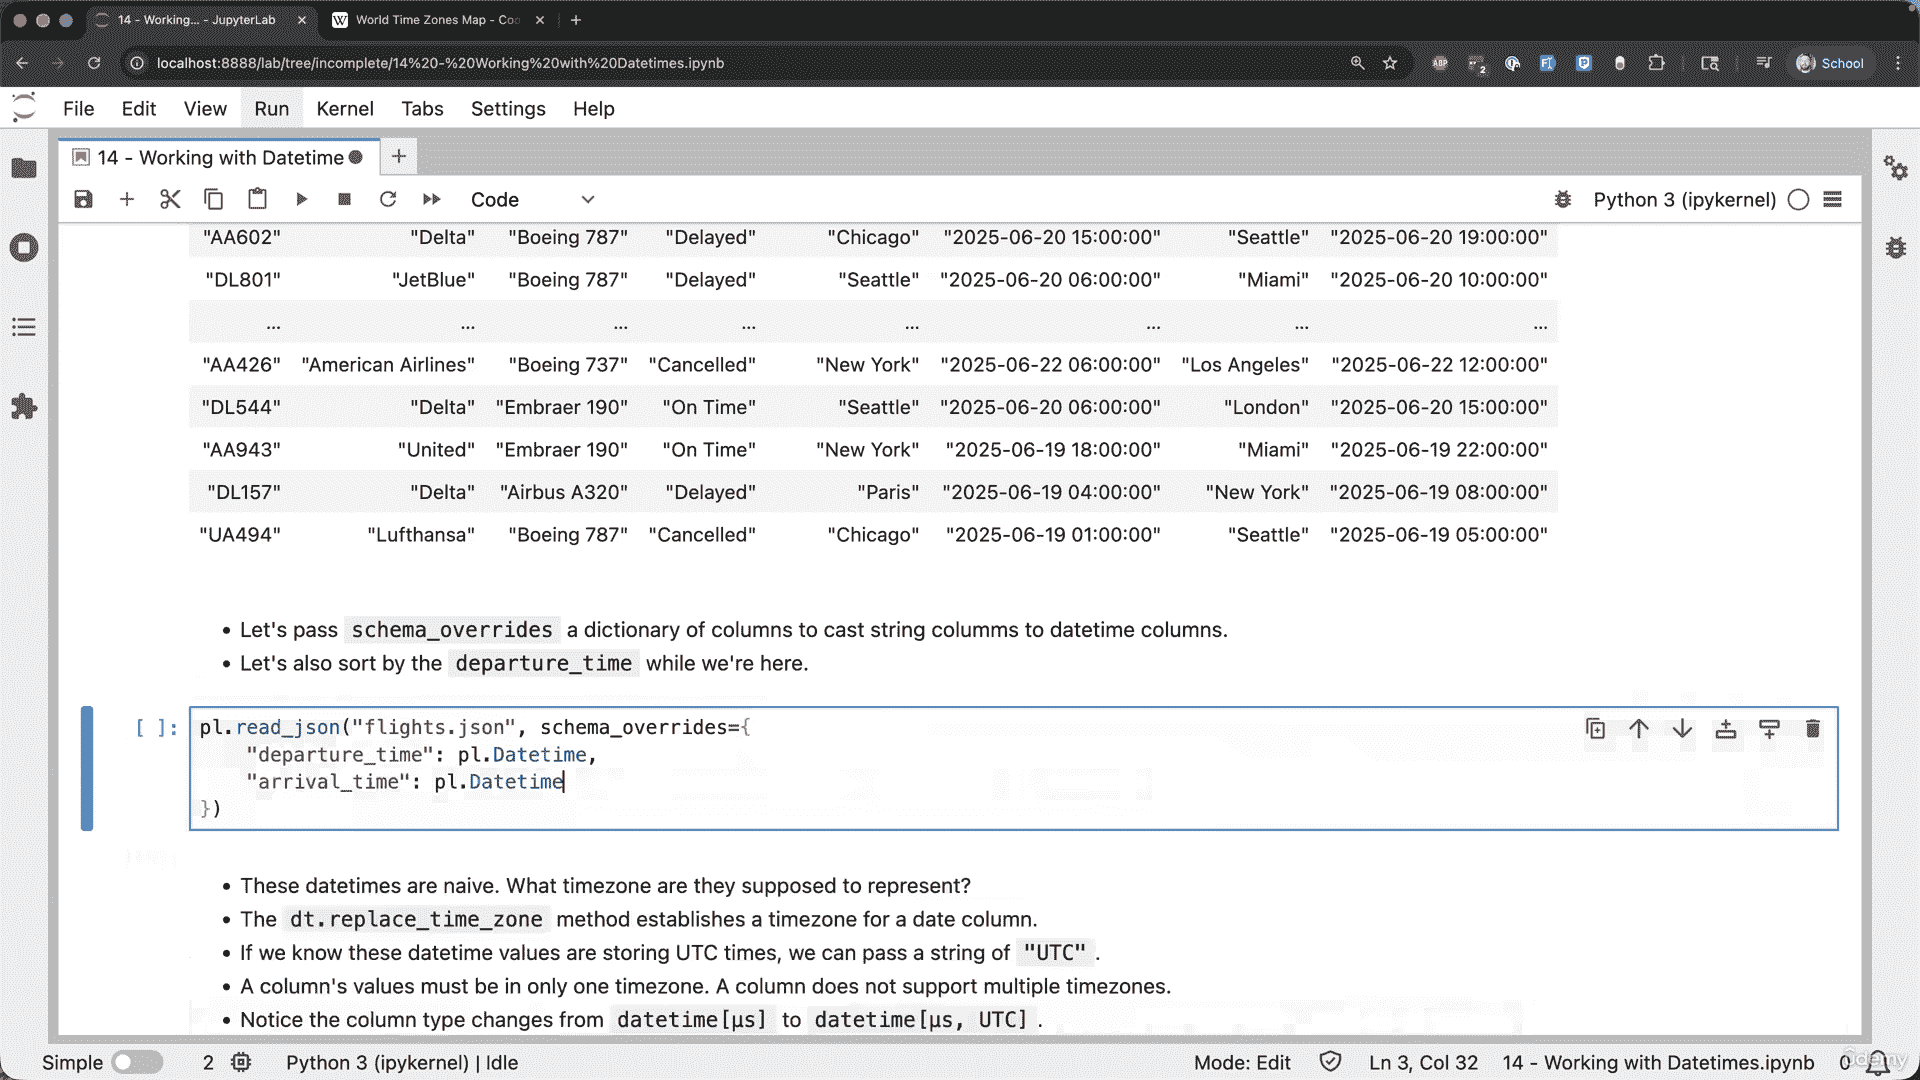 14 - Working... - JupyterLab
World Time Zones Map - Coo
localhost:8888/lab/tree/incomplete/14%20-%20Working%20with%20Datetimes.ipynb
School
File Edit View Run Kernel Tabs Settings Help
14 - Working with Datetime
Code
Python 3 (ipykernel)
"AA602" "Delta" "Boeing 787" "Delayed" "Chicago" "2025-06-20 15:00:00" "Seattle" "2025-06-20 19:00:00"
"DL801" "JetBlue" "Boeing 787" "Delayed" "Seattle" "2025-06-20 06:00:00" "Miami" "2025-06-20 10:00:00"
… … … … … … … …
"AA426" "American Airlines" "Boeing 737" "Cancelled" "New York" "2025-06-22 06:00:00" "Los Angeles" "2025-06-22 12:00:00"
"DL544" "Delta" "Embraer 190" "On Time" "Seattle" "2025-06-20 06:00:00" "London" "2025-06-20 15:00:00"
"AA943" "United" "Embraer 190" "On Time" "New York" "2025-06-19 18:00:00" "Miami" "2025-06-19 22:00:00"
"DL157" "Delta" "Airbus A320" "Delayed" "Paris" "2025-06-19 04:00:00" "New York" "2025-06-19 08:00:00"
"UA494" "Lufthansa" "Boeing 787" "Cancelled" "Chicago" "2025-06-19 01:00:00" "Seattle" "2025-06-19 05:00:00"
• Let's pass schema_overrides a dictionary of columns to cast string columms to datetime columns.
• Let's also sort by the departure_time while we're here.
[ ]: pl.read_json("flights.json", schema_overrides={
"departure_time": pl.Datetime,
"arrival_time": pl.Datetime
})
• These datetimes are naive. What timezone are they supposed to represent?
• The dt.replace_time_zone method establishes a timezone for a date column.
• If we know these datetime values are storing UTC times, we can pass a string of "UTC" .
• A column's values must be in only one timezone. A column does not support multiple timezones.
• Notice the column type changes from datetime[μs] to datetime[μs, UTC] .
Simple 2 Python 3 (ipykernel) | Idle Mode: Edit Ln 3, Col 32 14 - Working with Datetimes.ipynb 0
udemy